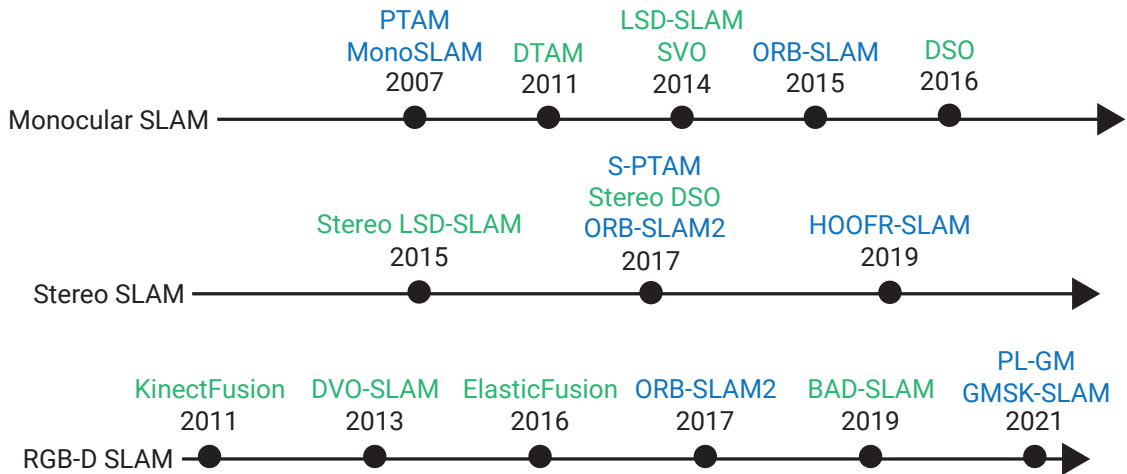 PTAM
MonoSLAM
2007
DTAM
2011
LSD-SLAM
SVO
2014
ORB-SLAM
2015
DSO
2016
Monocular SLAM
S-PTAM
Stereo DSO
ORB-SLAM2
2017
Stereo LSD-SLAM
2015
HOOFR-SLAM
2019
Stereo SLAM
KinectFusion
2011
DVO-SLAM
2013
ElasticFusion
2016
ORB-SLAM2
2017
BAD-SLAM
2019
PL-GM
GMSK-SLAM
2021
RGB-D SLAM